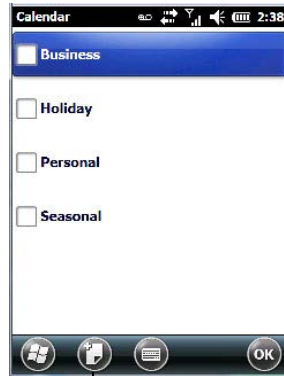 Calendar 2:38
Business
Holiday
Personal
Seasonal
OK